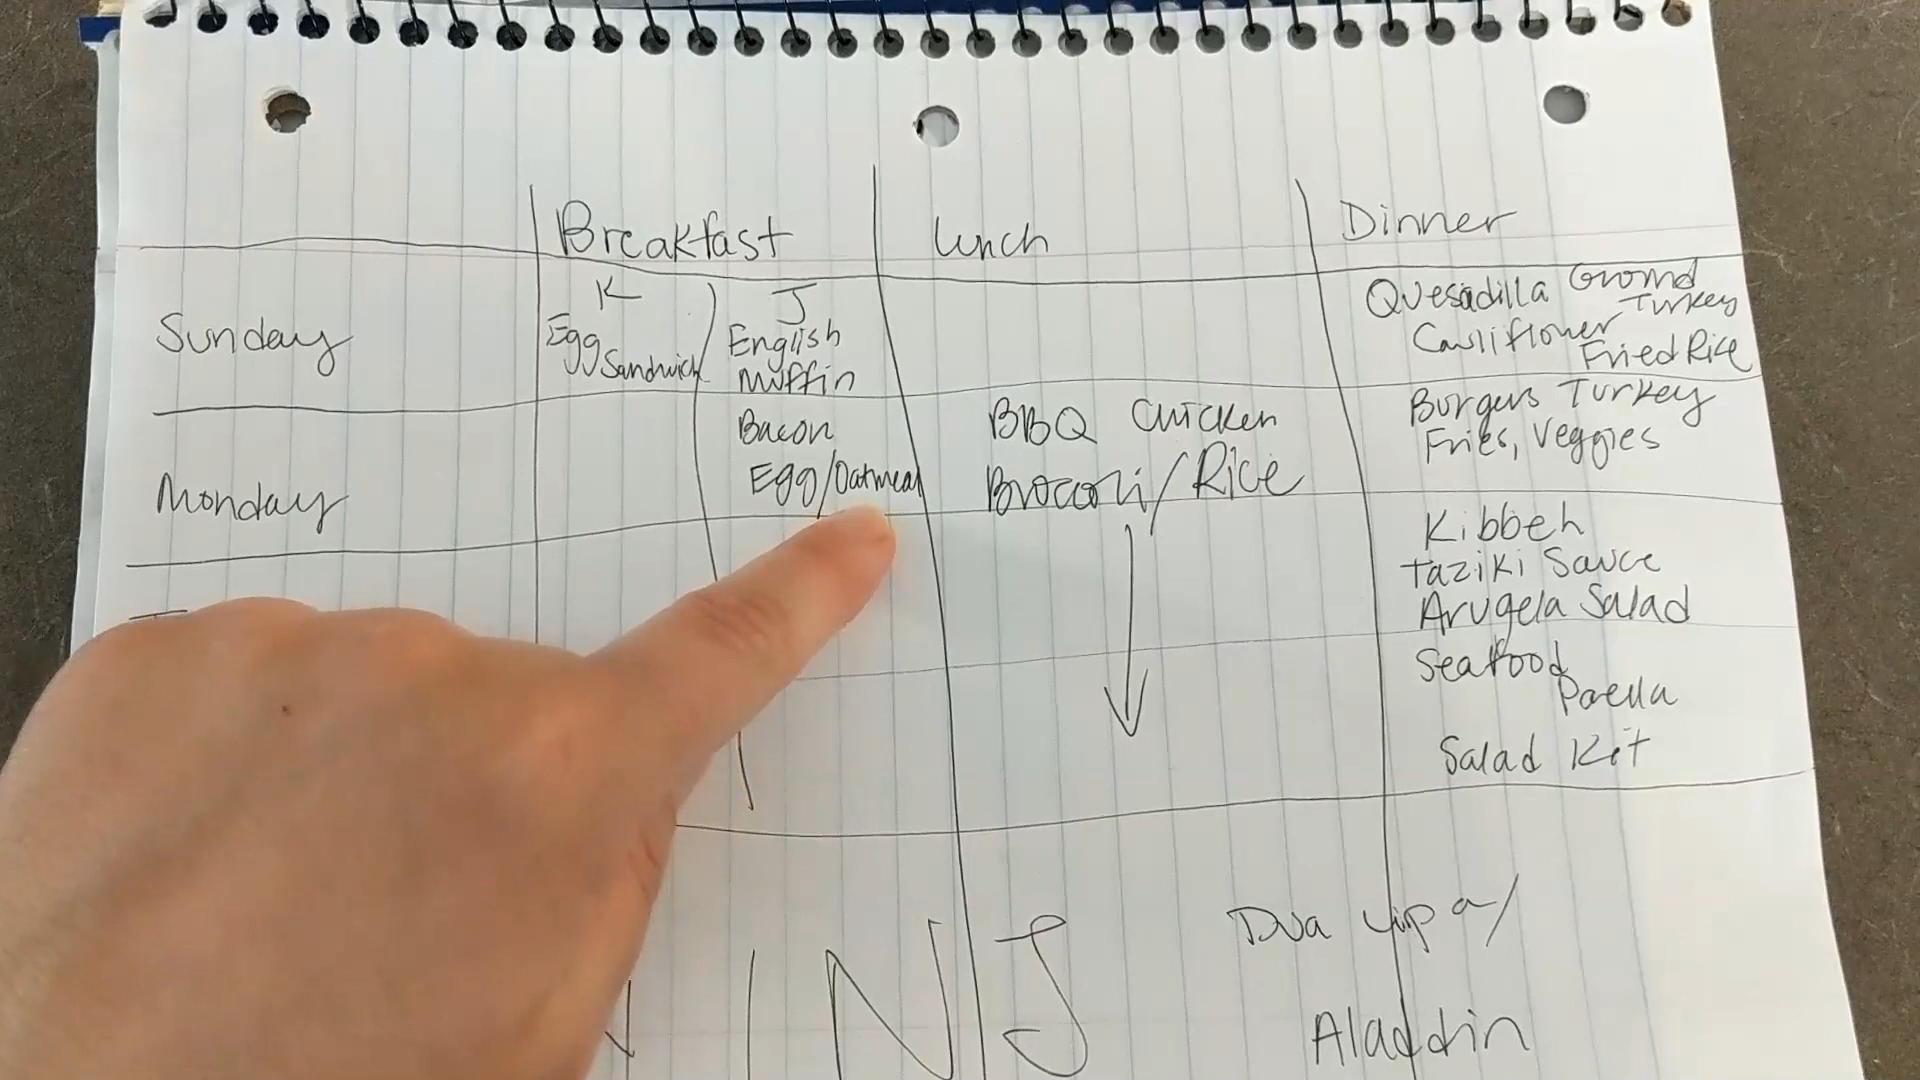 Breakfast Lunch Dinner
Sunday
K
Egg
Sandwich
J
English
Muffin
Quesadilla Ground
Turkey
Cauliflower
Fried Rice
Monday
Bacon
Egg/Oatmeal
BBQ Chicken
Broccoli/Rice
Burgers Turkey
Fries, Veggies
Kibbeh
Taziki Sauce
Arugela Salad
Seafood
Paella
Salad Kit
NJ
Dua Lipa/
Aladdin